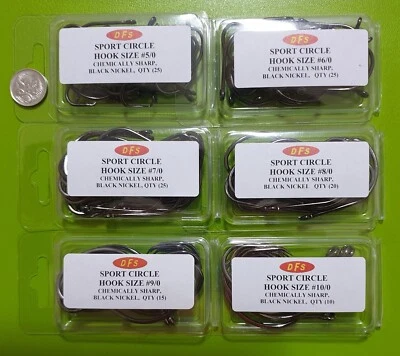 DFS
SPORT CIRCLE
HOOK SIZE #5/0
CHEMICALLY SHARP,
BLACK NICKEL, QTY (25)
DFS
SPORT CIRCLE
HOOK SIZE #6/0
CHEMICALLY SHARP,
BLACK NICKEL, QTY (25)
DFS
SPORT CIRCLE
HOOK SIZE #7/0
CHEMICALLY SHARP,
BLACK NICKEL, QTY (25)
DFS
SPORT CIRCLE
HOOK SIZE #8/0
CHEMICALLY SHARP,
BLACK NICKEL, QTY (20)
DFS
SPORT CIRCLE
HOOK SIZE #9/0
CHEMICALLY SHARP,
BLACK NICKEL, QTY (15)
DFS
SPORT CIRCLE
HOOK SIZE #10/0
CHEMICALLY SHARP,
BLACK NICKEL, QTY (10)